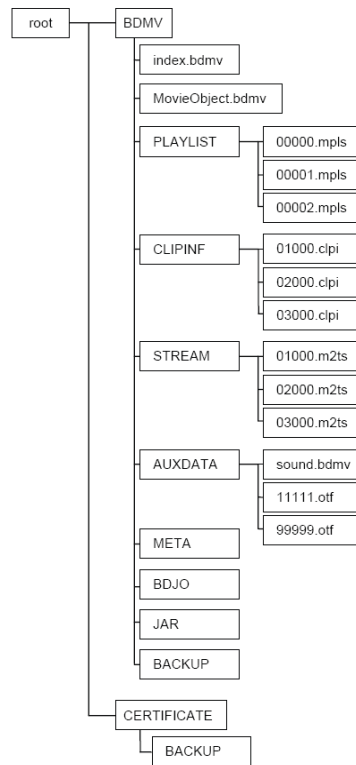 root
BDMV
index.bdmv
MovieObject.bdmv
PLAYLIST
00000.mpls
00001.mpls
00002.mpls
CLIPINF
01000.clpi
02000.clpi
03000.clpi
STREAM
01000.m2ts
02000.m2ts
03000.m2ts
AUXDATA
sound.bdmv
11111.otf
99999.otf
META
BDJO
JAR
BACKUP
CERTIFICATE
BACKUP